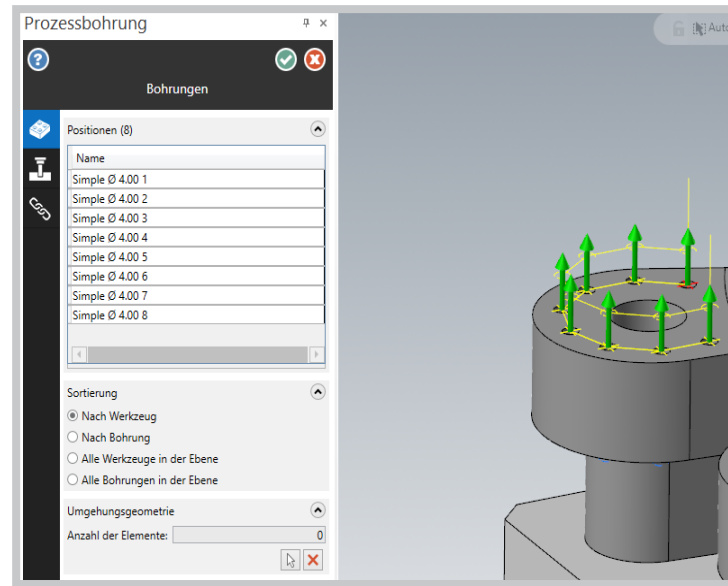 Prozessbohrung
Bohrungen
Positionen (8)
Name
Simple Ø 4.00 1
Simple Ø 4.00 2
Simple Ø 4.00 3
Simple Ø 4.00 4
Simple Ø 4.00 5
Simple Ø 4.00 6
Simple Ø 4.00 7
Simple Ø 4.00 8
Sortierung
Nach Werkzeug
Nach Bohrung
Alle Werkzeuge in der Ebene
Alle Bohrungen in der Ebene
Umgehungsgeometrie
Anzahl der Elemente: 0
Auto